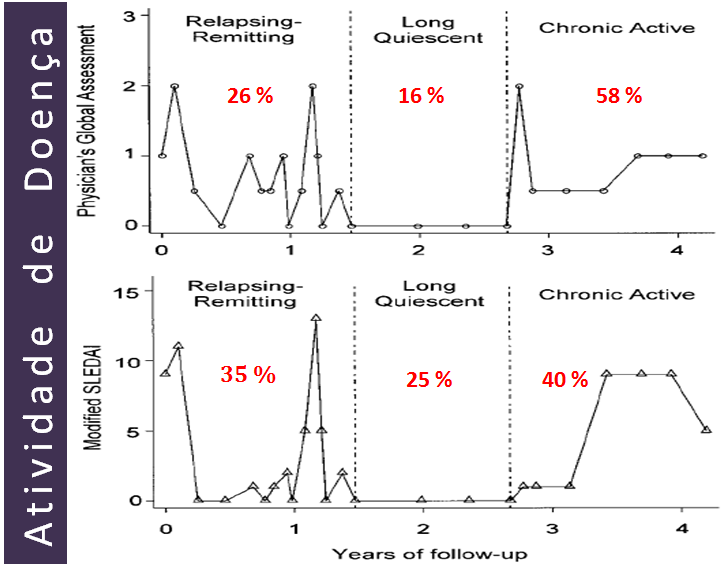 Atividade de Doença
Physician's Global Assessment
3
2
1
0
Relapsing-
Remitting
26 %
Long
Quiescent
16 %
Chronic Active
58 %
0
1
2
3
4
Modified SLEDAI
15
10
5
0
Relapsing-
Remitting
35 %
Long
Quiescent
25 %
Chronic Active
40 %
0
1
2
3
4
Years of follow-up